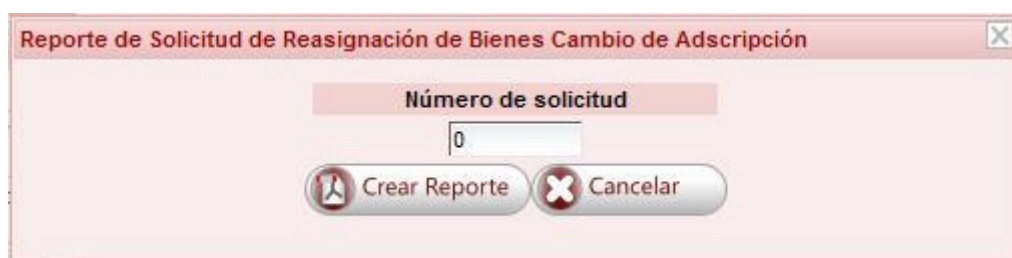 Reporte de Solicitud de Reasignación de Bienes Cambio de Adscripción
Número de solicitud
0
Crear Reporte Cancelar